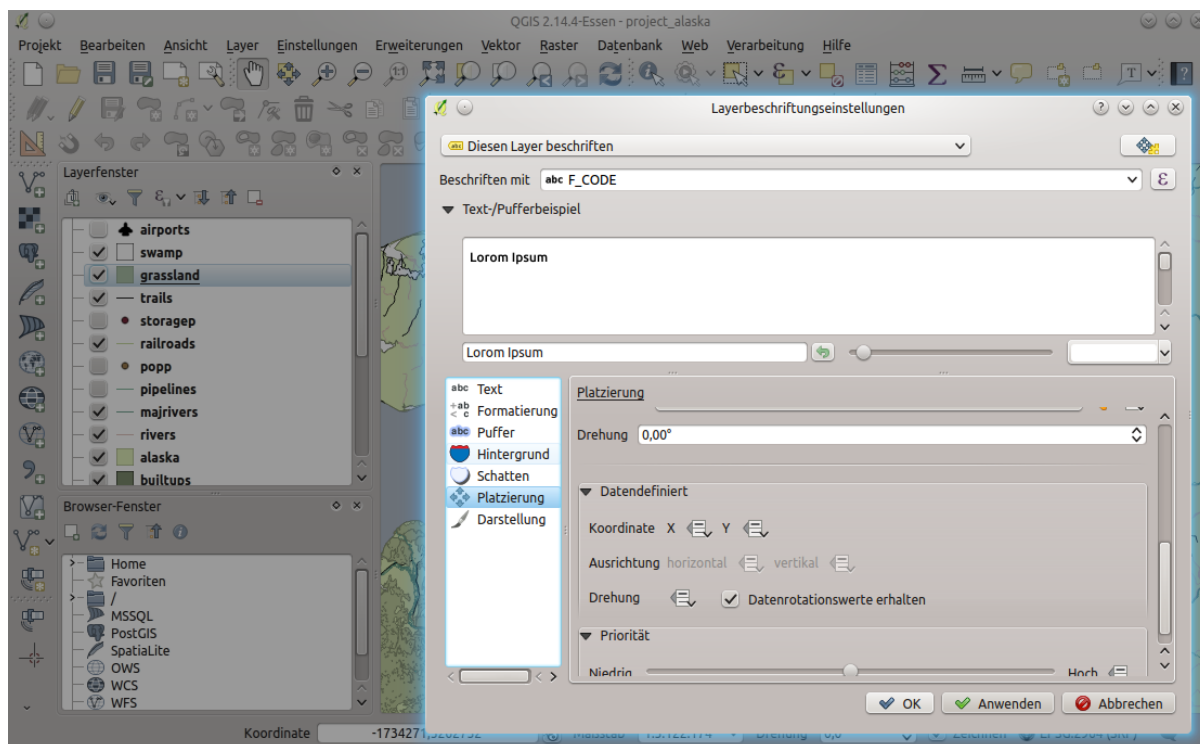 QGIS 2.14.4-Essen - project_alaska
Projekt Bearbeiten Ansicht Layer Einstellungen Erweiterungen Vektor Raster Datenbank Web Verarbeitung Hilfe
Layerbeschriftungseinstellungen
Diesen Layer beschriften
Beschriften mit abc F_CODE
Text-/Pufferbeispiel
Lorom Ipsum
Lorom Ipsum
Layerfenster
airports
swamp
grassland
trails
storagep
railroads
popp
pipelines
majrivers
rivers
alaska
builtups
Browser-Fenster
Home
Favoriten
/
MSSQL
PostGIS
SpatiaLite
OWS
WCS
WFS
abc Text
+ab < c Formatierung
abc Puffer
Hintergrund
Schatten
Platzierung
Darstellung
Platzierung
Drehung 0,00°
Datendefiniert
Koordinate X Y
Ausrichtung horizontal vertikal
Drehung Datenrotationswerte erhalten
Priorität
Niedrig Hoch
OK Anwenden Abbrechen
Koordinate